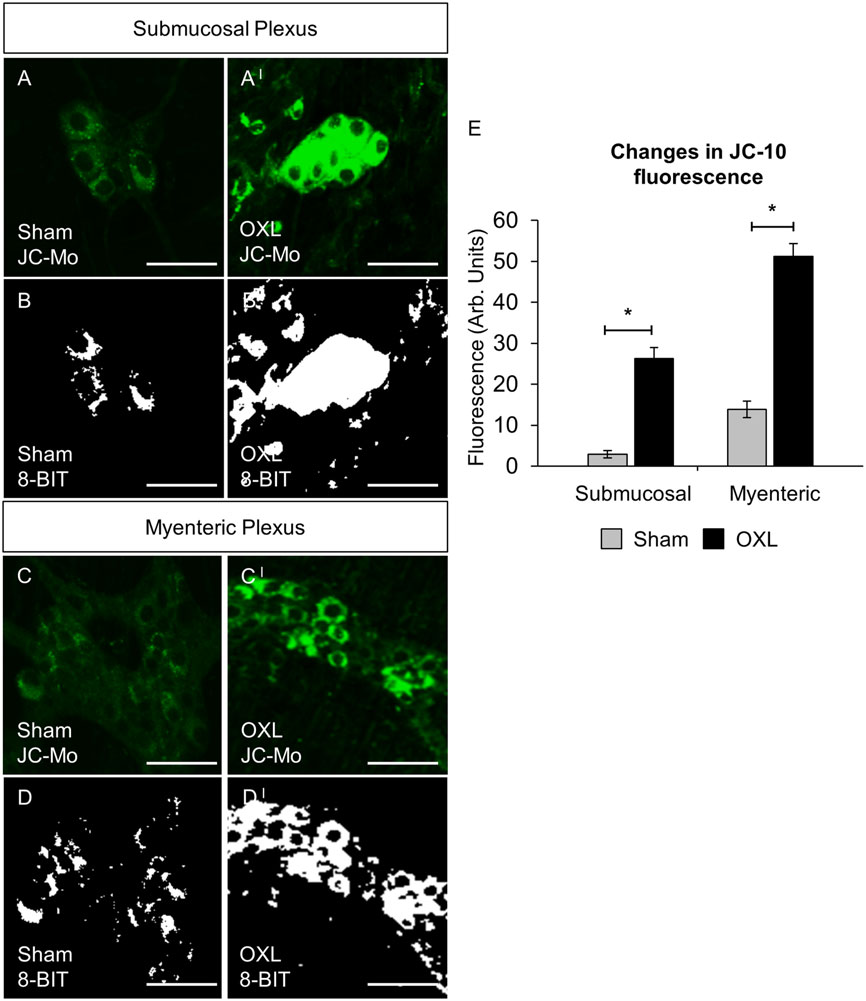 Submucosal Plexus
A
Sham
JC-Mo
A'
OXL
JC-Mo
B
Sham
8-BIT
B'
OXL
8-BIT
Myenteric Plexus
C
Sham
JC-Mo
C'
OXL
JC-Mo
D
Sham
8-BIT
D'
OXL
8-BIT
E
Changes in JC-10
fluorescence
Fluorescence (Arb. Units)
60
50
40
30
20
10
0
*
*
Submucosal
Myenteric
Sham
OXL